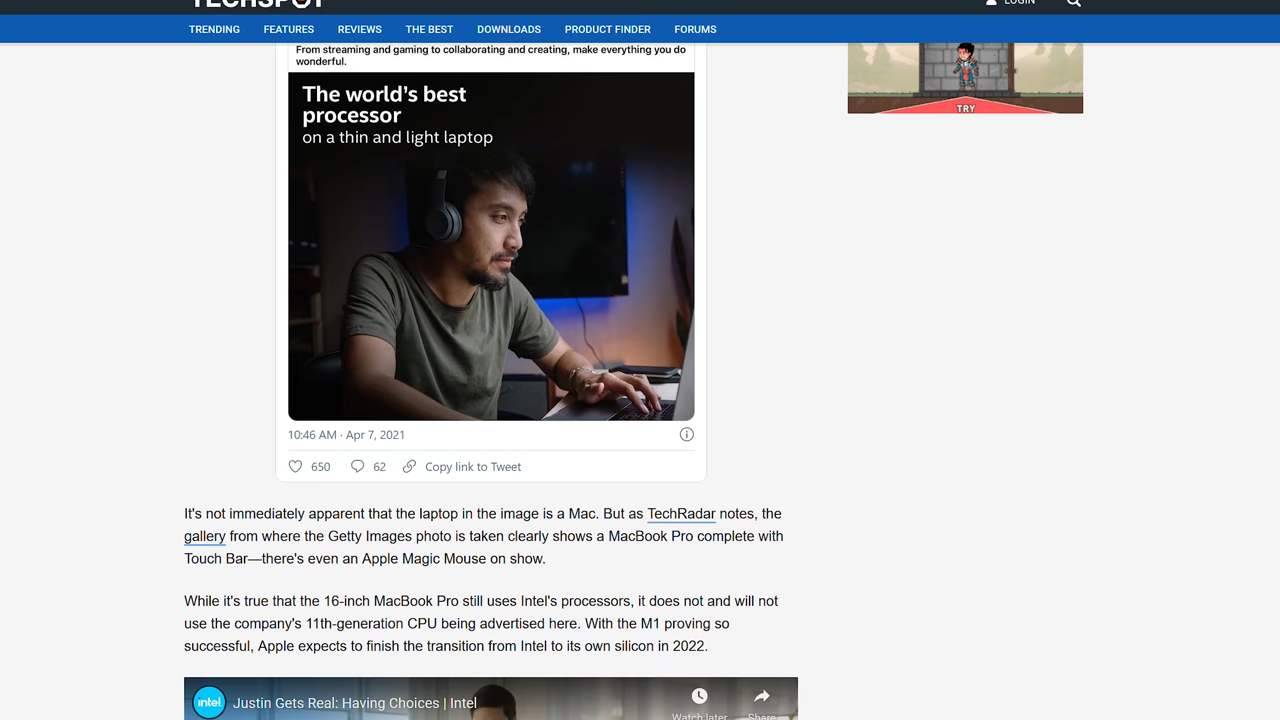 TECHSPOT
LOGIN
TRENDING FEATURES REVIEWS THE BEST DOWNLOADS PRODUCT FINDER FORUMS
From streaming and gaming to collaborating and creating, make everything you do
wonderful.
The world's best
processor
on a thin and light laptop
TRY
10:46 AM · Apr 7, 2021
650 62 Copy link to Tweet
It's not immediately apparent that the laptop in the image is a Mac. But as TechRadar notes, the
gallery from where the Getty Images photo is taken clearly shows a MacBook Pro complete with
Touch Bar—there's even an Apple Magic Mouse on show.
While it's true that the 16-inch MacBook Pro still uses Intel's processors, it does not and will not
use the company's 11th-generation CPU being advertised here. With the M1 proving so
successful, Apple expects to finish the transition from Intel to its own silicon in 2022.
intel Justin Gets Real: Having Choices | Intel
Watch later Share